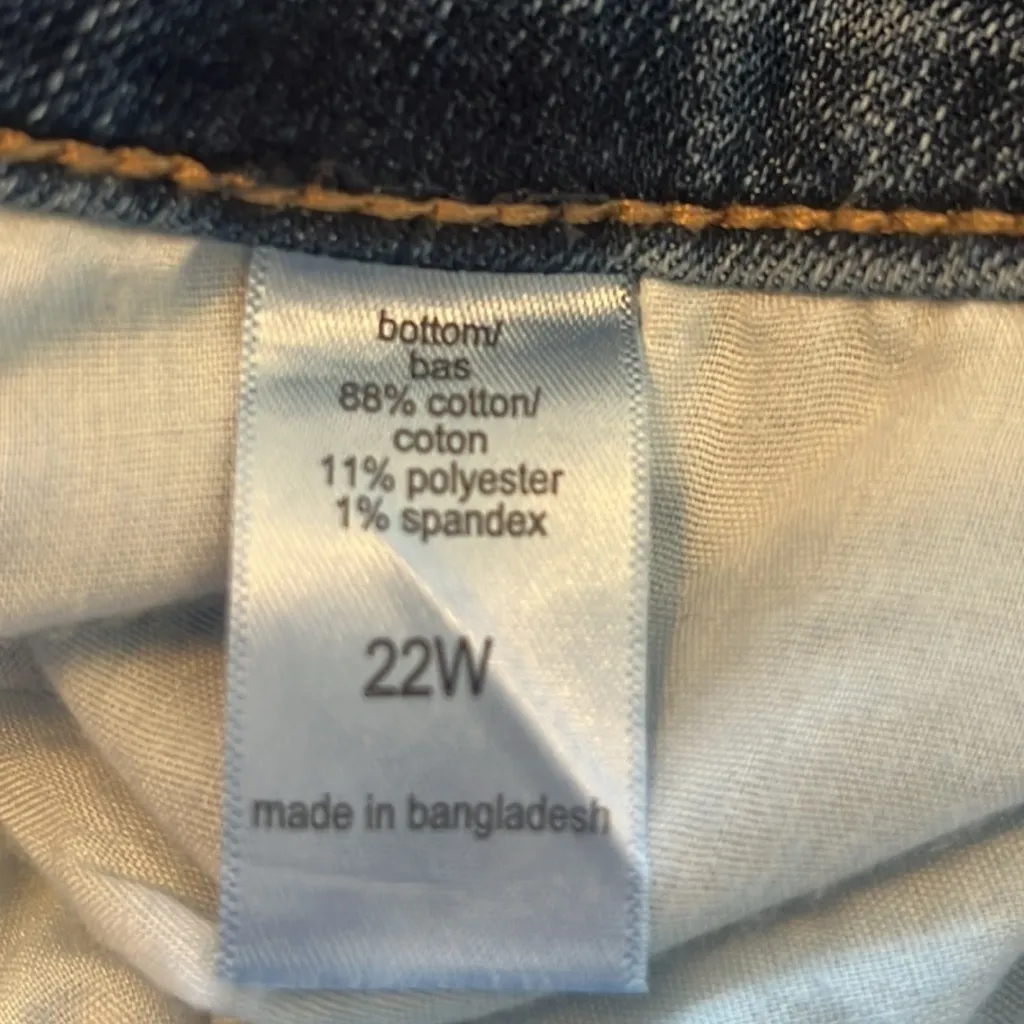 bottom/
bas
88% cotton/
coton
11% polyester
1% spandex
22W
made in bangladesh